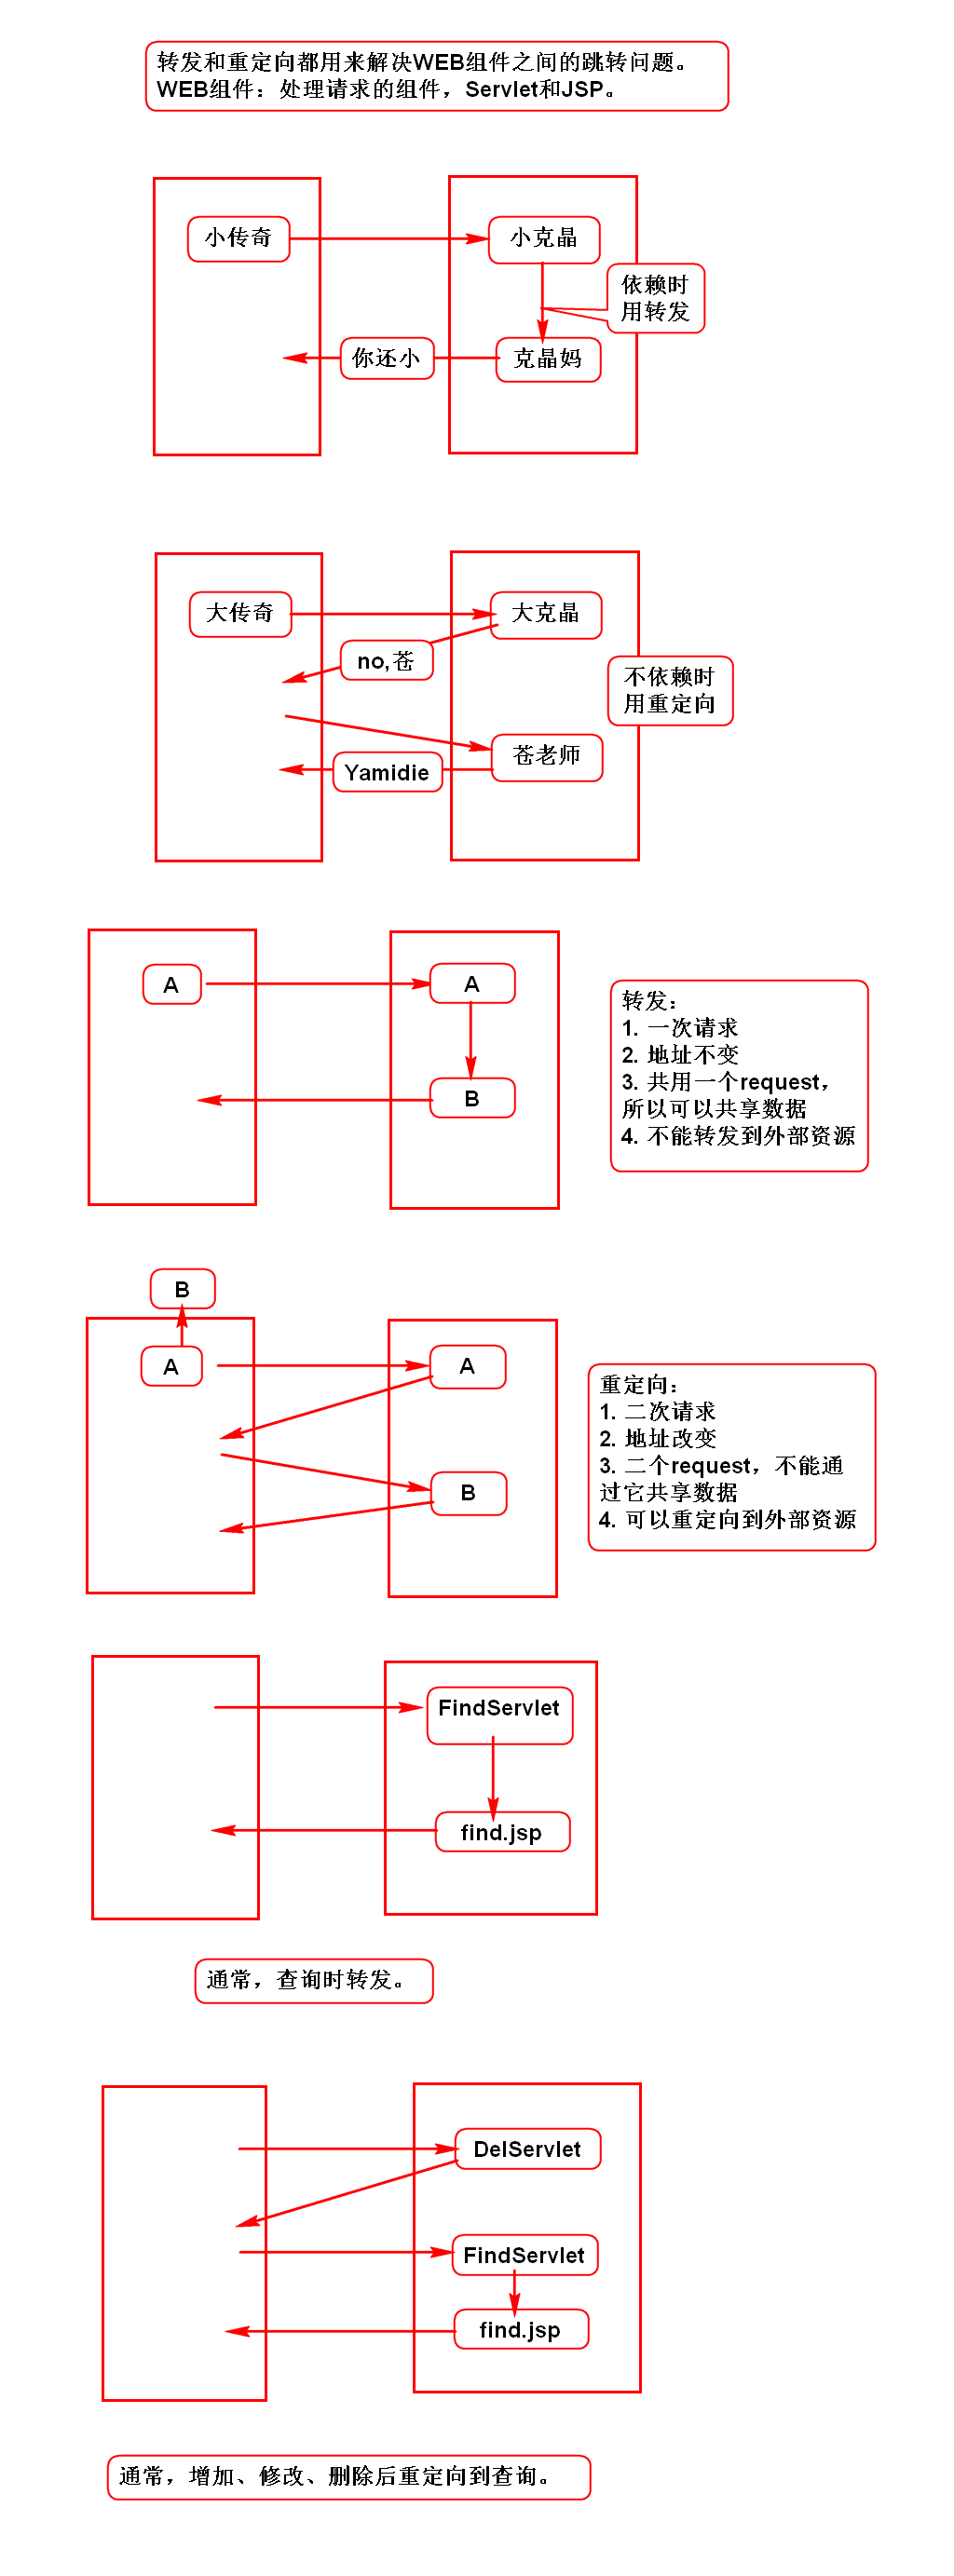 转发和重定向都用来解决WEB组件之间的跳转问题。
WEB组件：处理请求的组件，Servlet和JSP。
小传奇
小克晶
依赖时
用转发
你还小
克晶妈
大传奇
大克晶
no,苍
不依赖时
用重定向
苍老师
Yamidie
A
A
B
转发：
1. 一次请求
2. 地址不变
3. 共用一个request，
所以可以共享数据
4. 不能转发到外部资源
B
A
A
B
重定向：
1. 二次请求
2. 地址改变
3. 二个request，不能通
过它共享数据
4. 可以重定向到外部资源
FindServlet
find.jsp
通常，查询时转发。
DelServlet
FindServlet
find.jsp
通常，增加、修改、删除后重定向到查询。